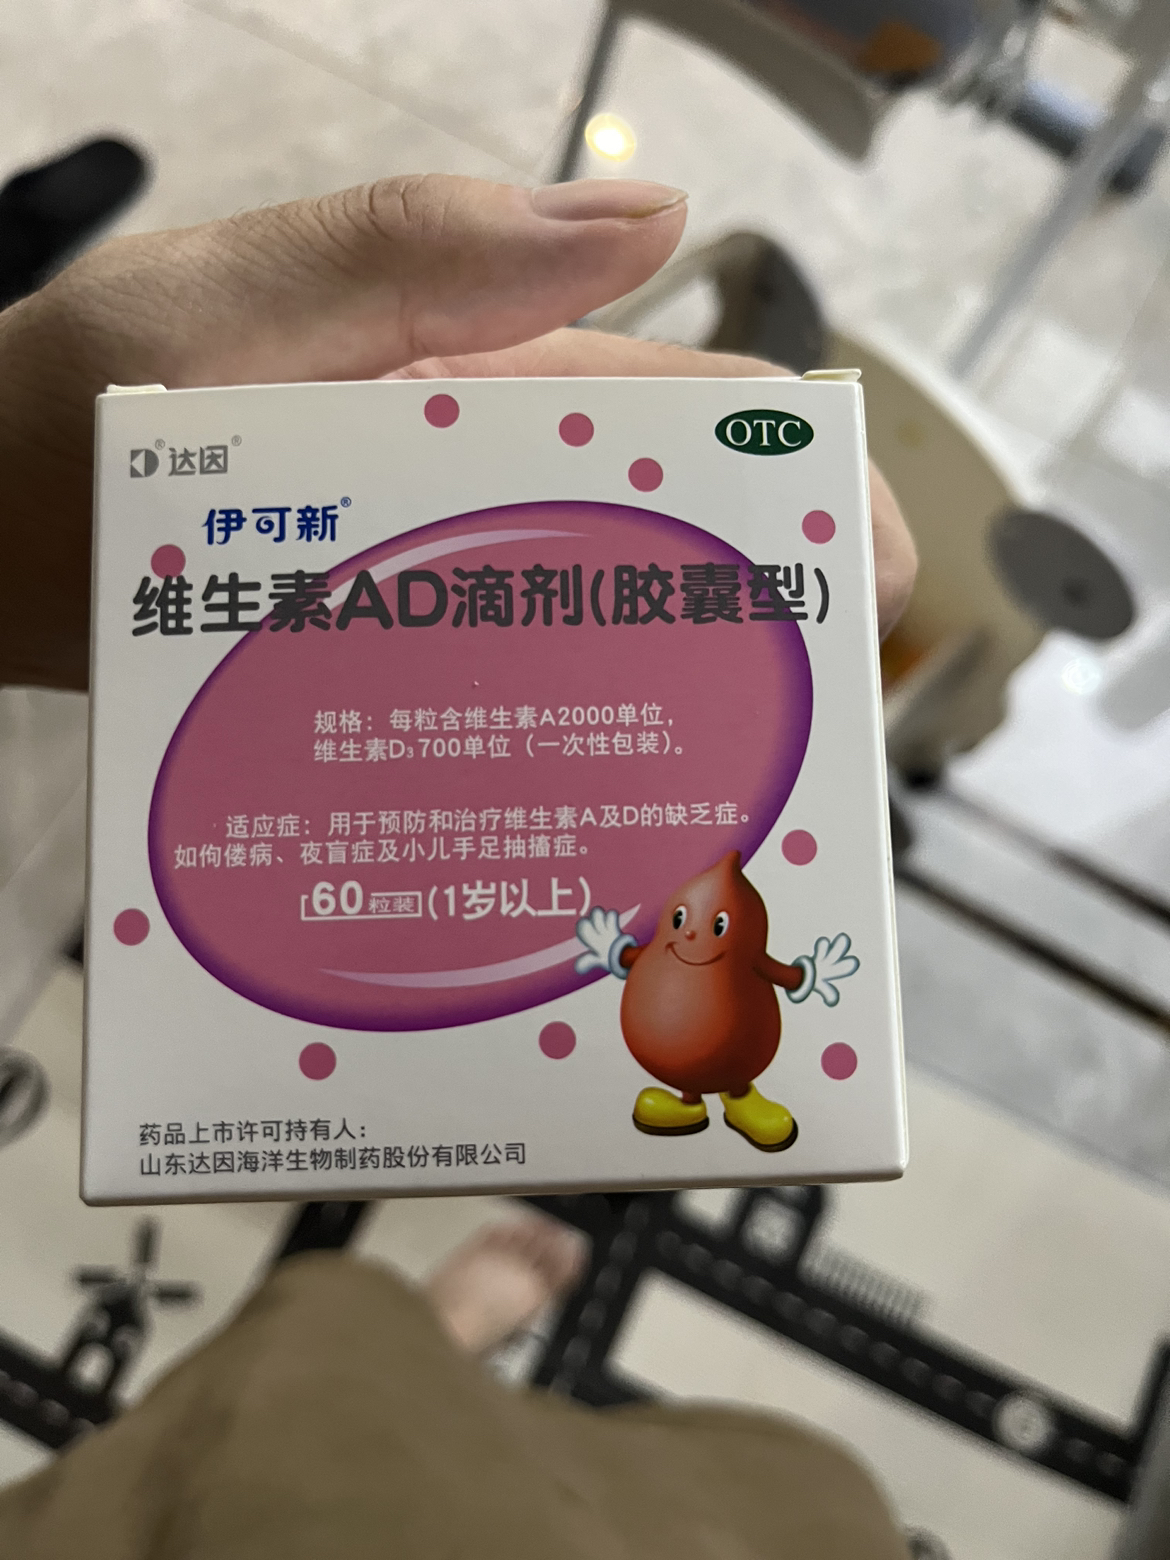 达因
OTC
伊可新
维生素AD滴剂(胶囊型)
规格：每粒含维生素A2000单位，
维生素D₃700单位（一次性包装）。
适应症：用于预防和治疗维生素A及D的缺乏症。
如佝偻病、夜盲症及小儿手足抽搐症。
60粒装(1岁以上)
药品上市许可持有人：
山东达因海洋生物制药股份有限公司